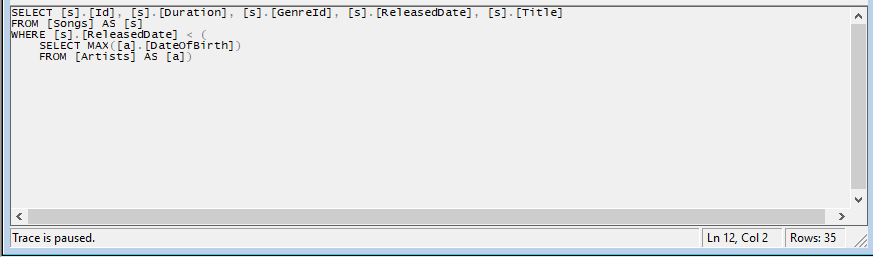 SELECT [s].[Id], [s].[Duration], [s].[GenreId], [s].[ReleasedDate], [s].[Title]
FROM [Songs] AS [s]
WHERE [s].[ReleasedDate] < (
    SELECT MAX([a].[DateOfBirth])
    FROM [Artists] AS [a])
Trace is paused.
Ln 12, Col 2
Rows: 35